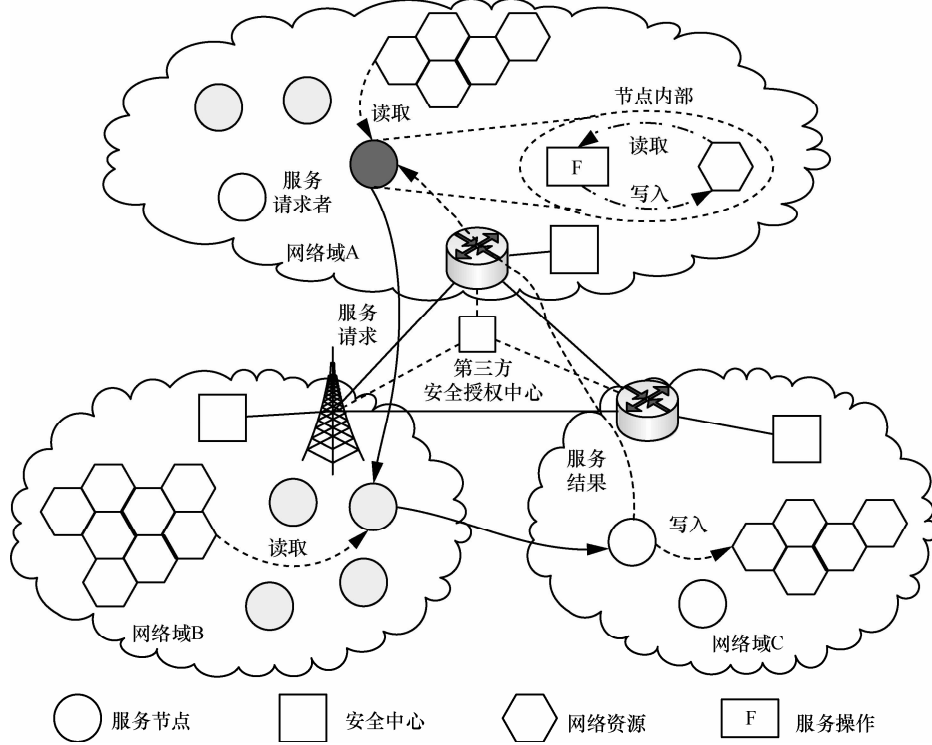 读取
节点内部
读取
F
写入
服务
请求者
网络域A
服务
请求
第三方
安全授权中心
服务
结果
读取
写入
网络域B
网络域C
服务节点
安全中心
网络资源
F
服务操作